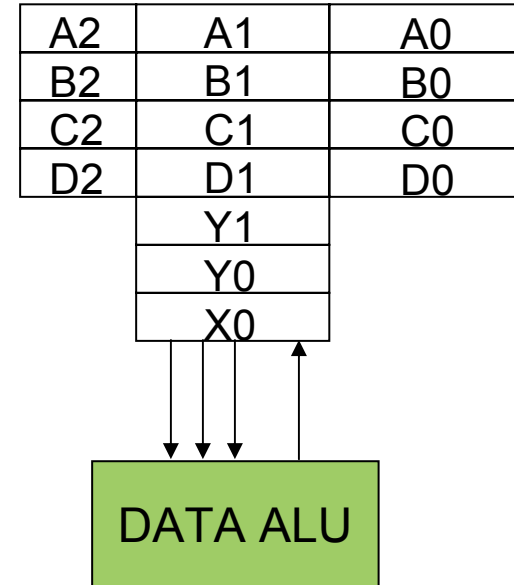 A2 A1 A0
B2 B1 B0
C2 C1 C0
D2 D1 D0
Y1
Y0
X0
DATA ALU